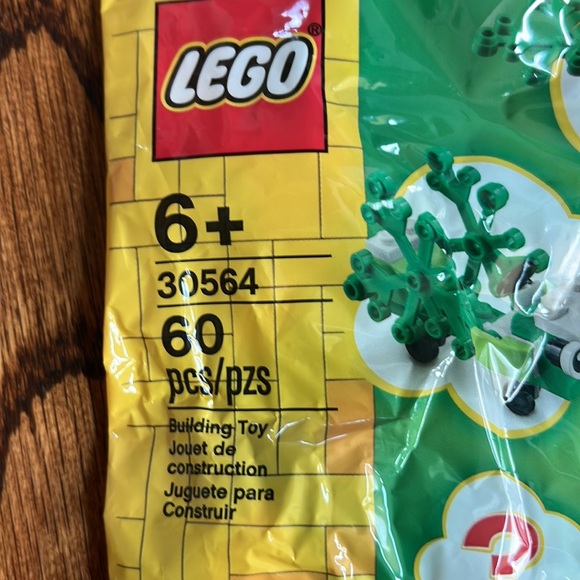 LEGO®
6+
30564
60
pcs/pzs
Building Toy
Jouet de
construction
Juguete para
Construir
?